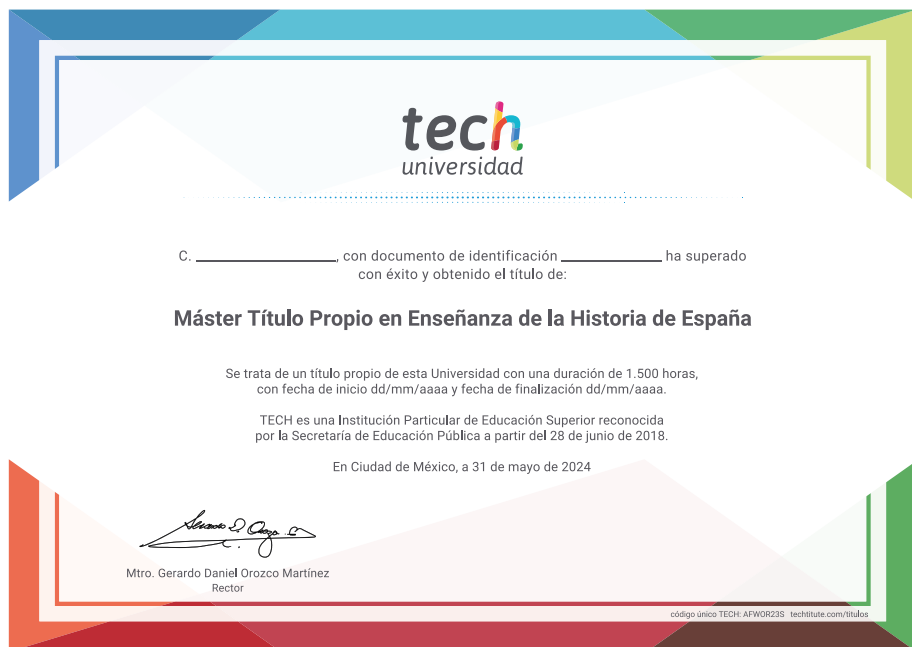 tech
universidad
C. __________________, con documento de identificación _____________ ha superado
con éxito y obtenido el título de:
Máster Título Propio en Enseñanza de la Historia de España
Se trata de un título propio de esta Universidad con una duración de 1.500 horas,
con fecha de inicio dd/mm/aaaa y fecha de finalización dd/mm/aaaa.
TECH es una Institución Particular de Educación Superior reconocida
por la Secretaría de Educación Pública a partir del 28 de junio de 2018.
En Ciudad de México, a 31 de mayo de 2024
Mtro. Gerardo Daniel Orozco Martínez
Rector
código único TECH: AFWOR23S techtitute.com/titulos